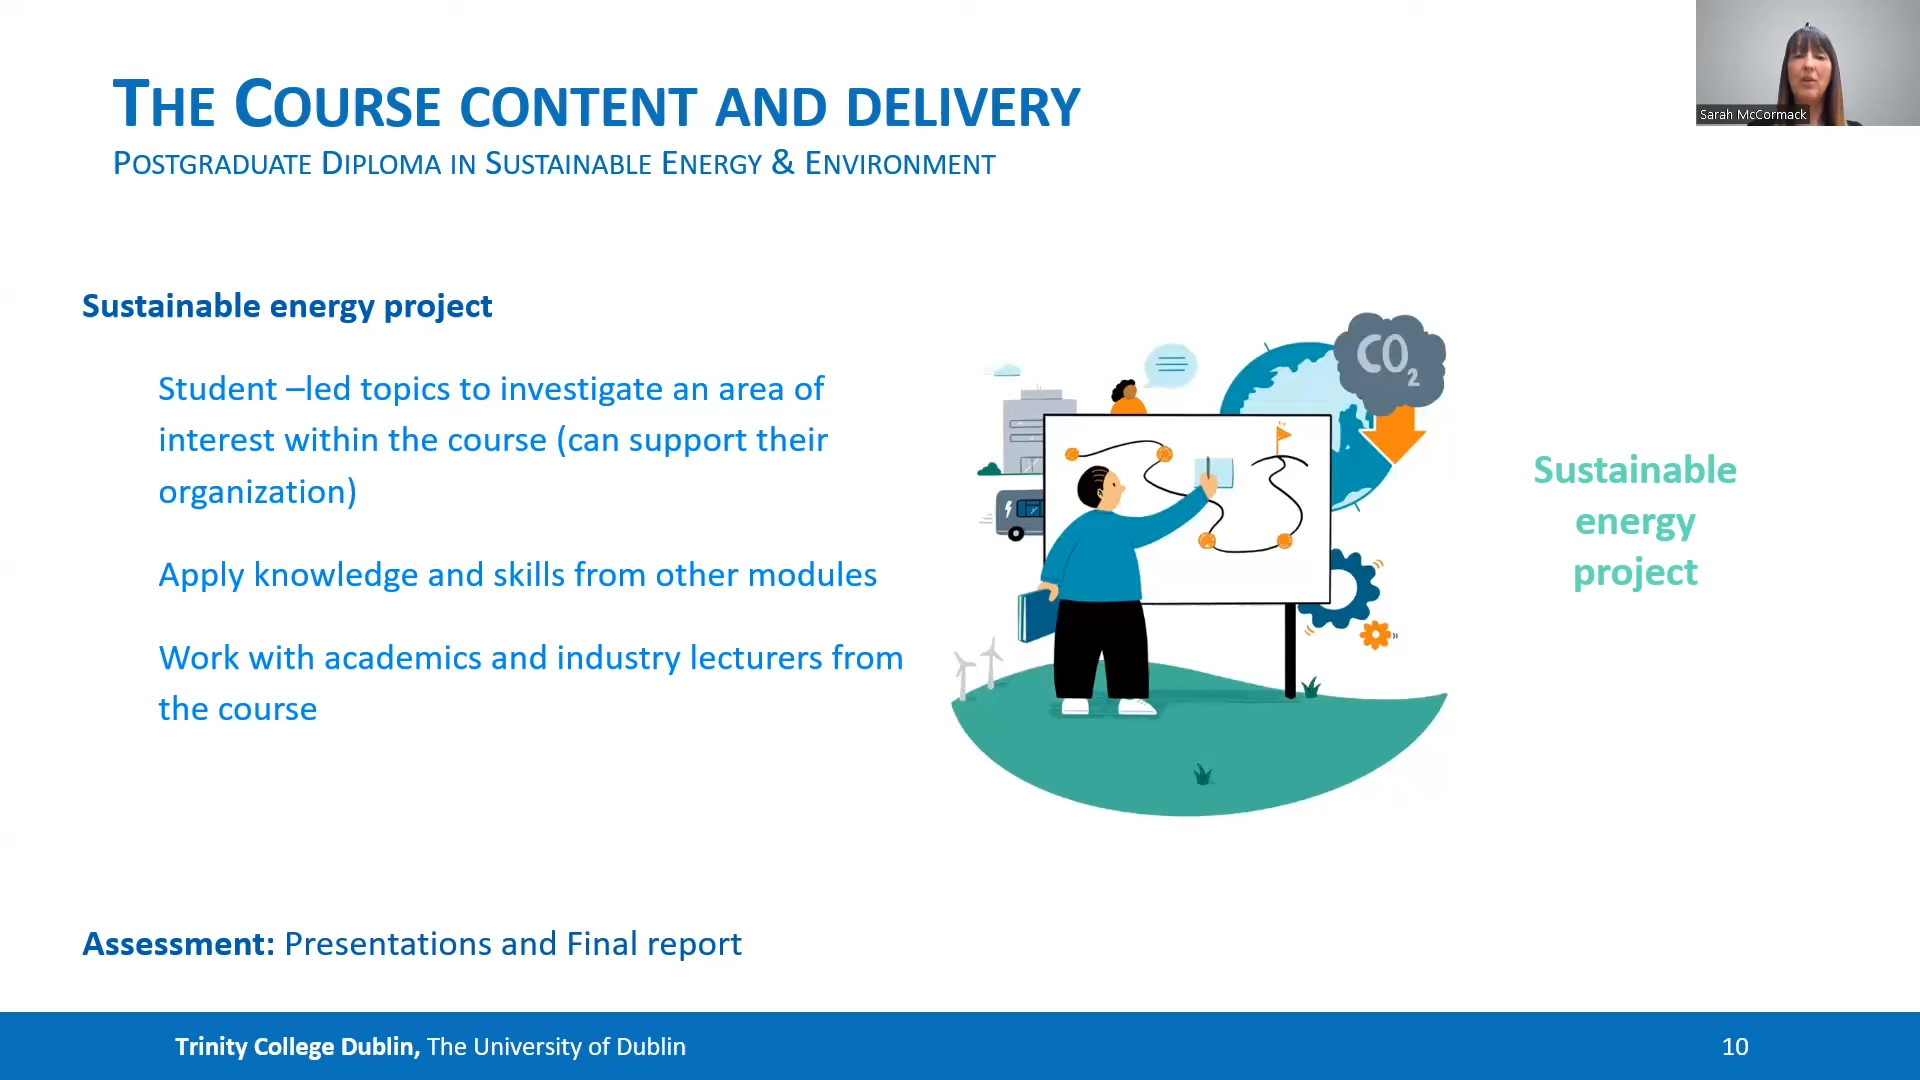 THE COURSE CONTENT AND DELIVERY
POSTGRADUATE DIPLOMA IN SUSTAINABLE ENERGY & ENVIRONMENT
Sarah McCormack
Sustainable energy project
Student –led topics to investigate an area of
interest within the course (can support their
organization)
Apply knowledge and skills from other modules
Work with academics and industry lecturers from
the course
CO2
Sustainable
energy
project
Assessment: Presentations and Final report
Trinity College Dublin, The University of Dublin
10